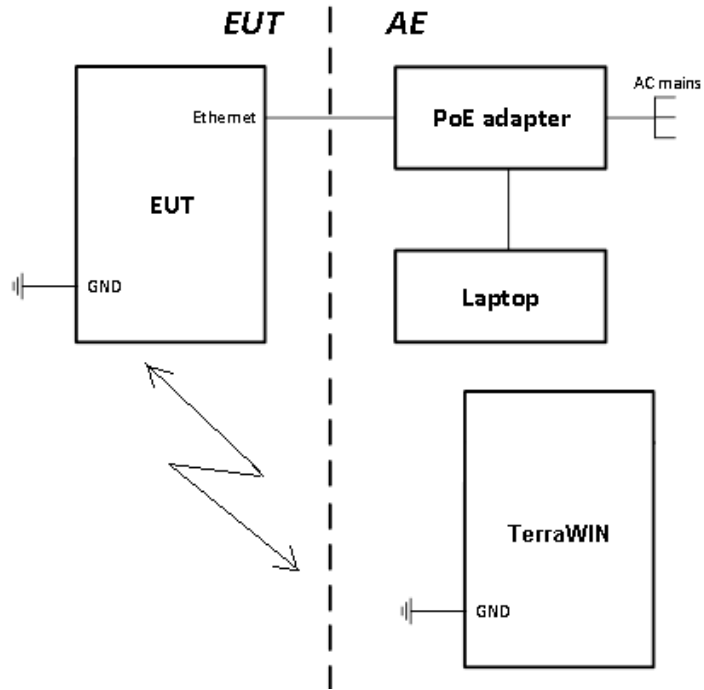 EUT
AE
AC mains
Ethernet
PoE adapter
EUT
GND
Laptop
TerraWIN
GND